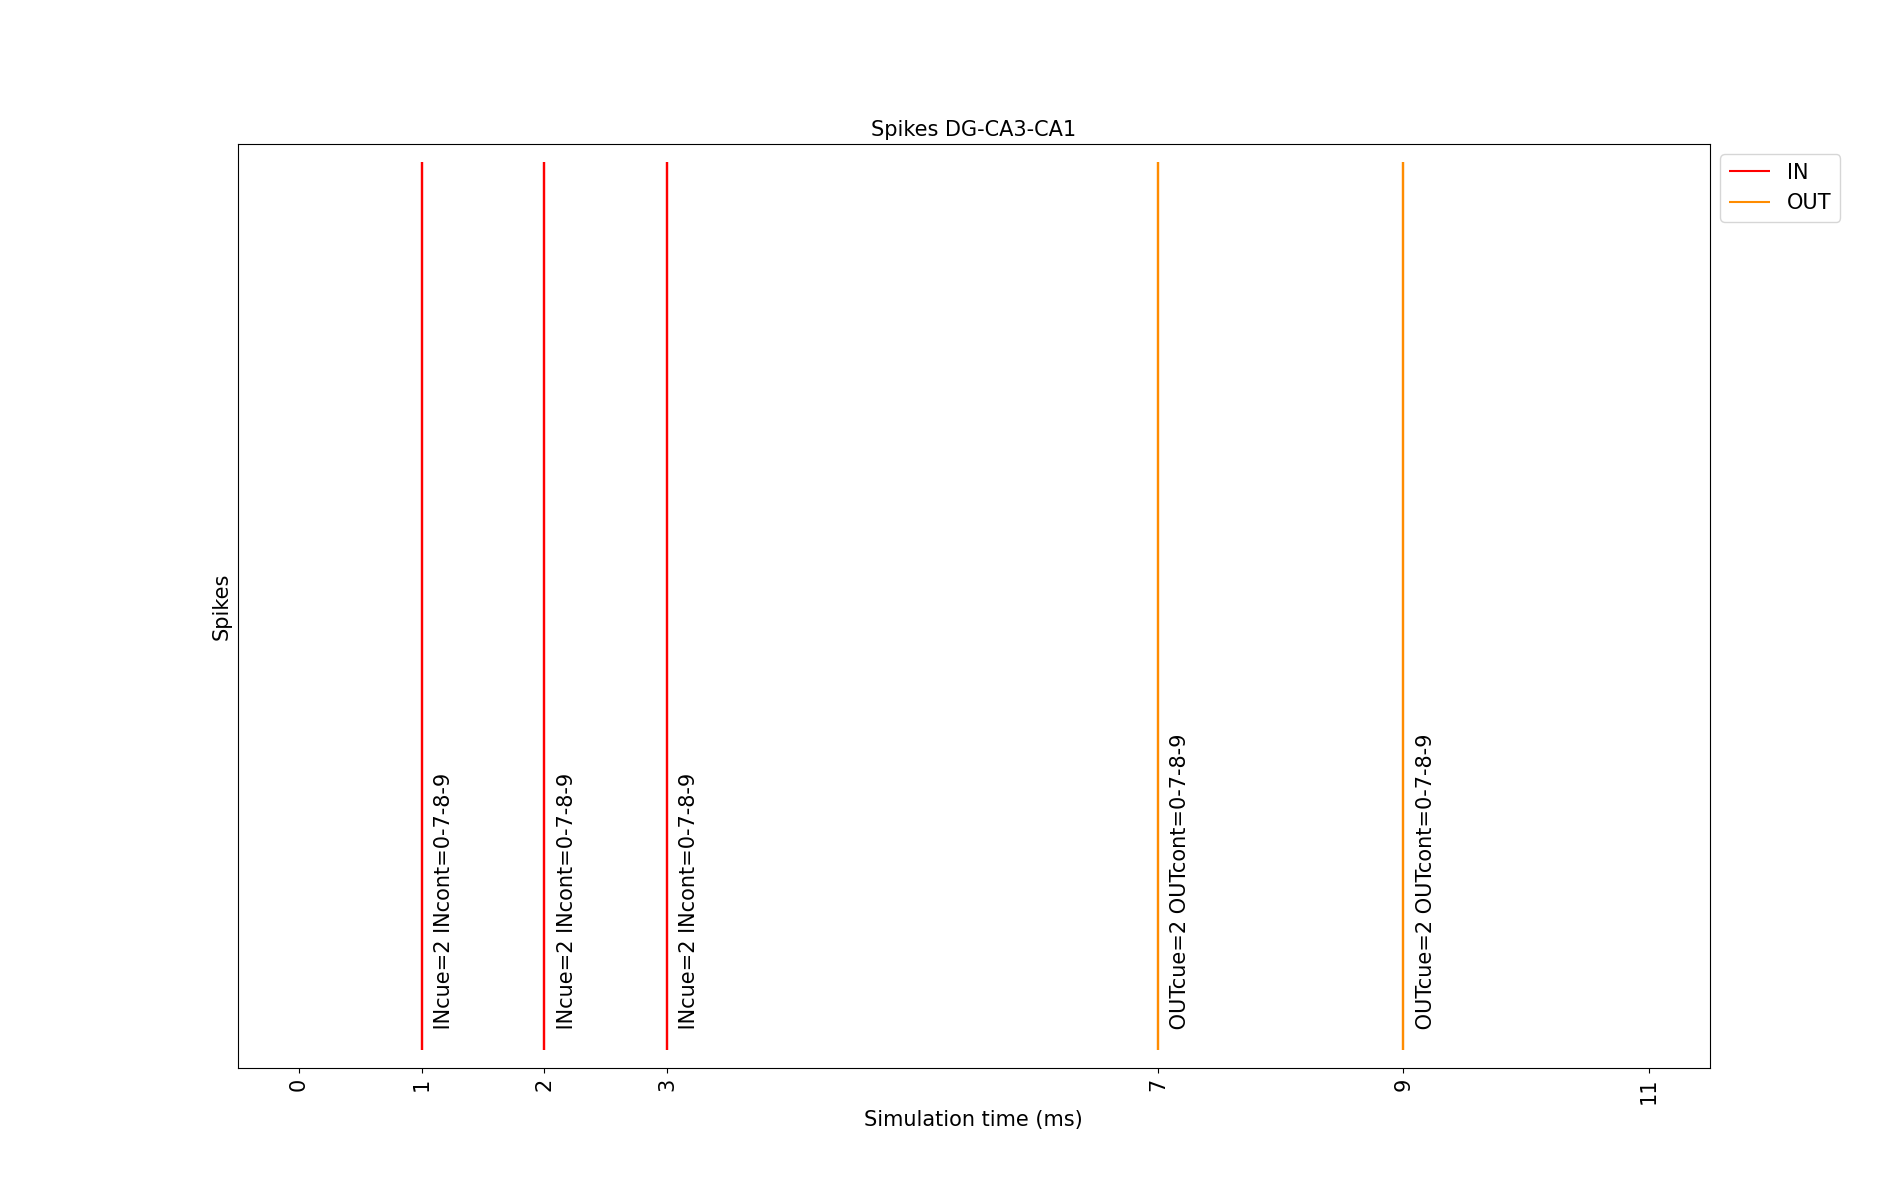 Spikes DG-CA3-CA1
IN
OUT
Spikes
INcue=2 INcont=0-7-8-9
INcue=2 INcont=0-7-8-9
INcue=2 INcont=0-7-8-9
OUTcue=2 OUTcont=0-7-8-9
OUTcue=2 OUTcont=0-7-8-9
0
1
2
3
7
9
11
Simulation time (ms)